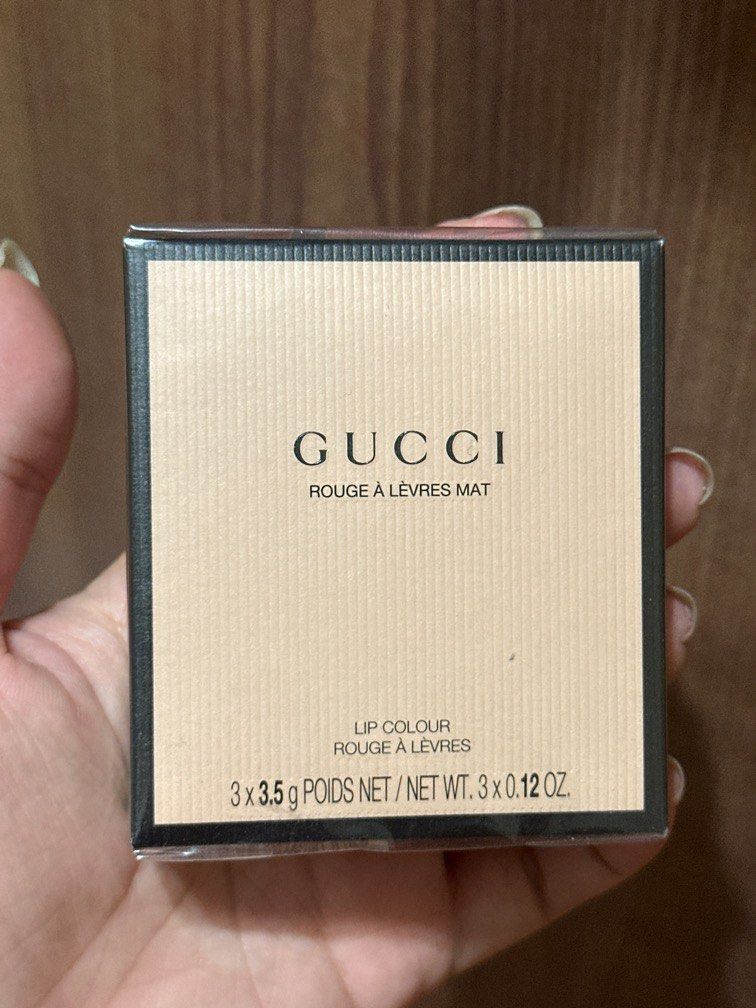 GUCCI
ROUGE À LÈVRES MAT
LIP COLOUR
ROUGE À LÈVRES
3 x 3.5 g POIDS NET / NET WT. 3 x 0.12 OZ.